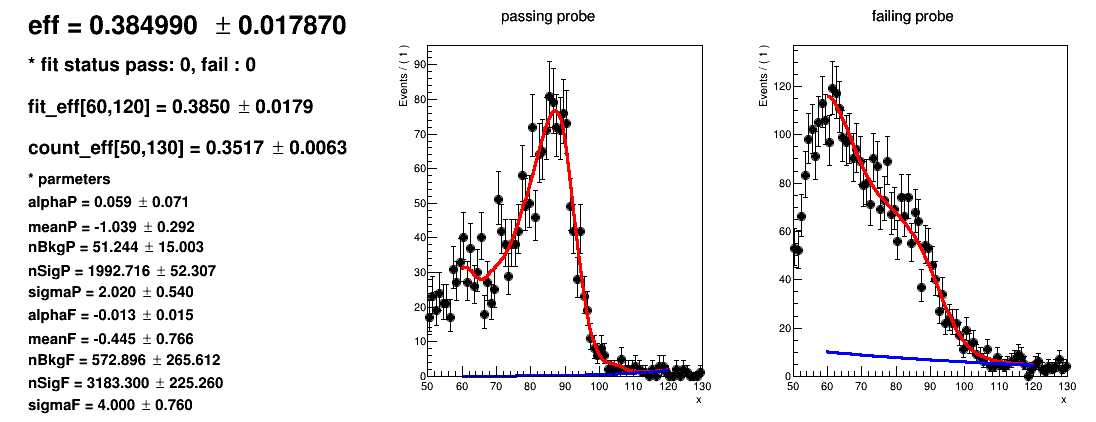 eff = 0.384990 ± 0.017870
* fit status pass: 0, fail : 0
fit_eff[60,120] = 0.3850 ± 0.0179
count_eff[50,130] = 0.3517 ± 0.0063
* parmeters
alphaP = 0.059 ± 0.071
meanP = -1.039 ± 0.292
nBkgP = 51.244 ± 15.003
nSigP = 1992.716 ± 52.307
sigmaP = 2.020 ± 0.540
alphaF = -0.013 ± 0.015
meanF = -0.445 ± 0.766
nBkgF = 572.896 ± 265.612
nSigF = 3183.300 ± 225.260
sigmaF = 4.000 ± 0.760
passing probe
Events / ( 1 )
90
80
70
60
50
40
30
20
10
0
50 60 70 80 90 100 110 120 130
x
failing probe
Events / ( 1 )
120
100
80
60
40
20
0
50 60 70 80 90 100 110 120 130
x